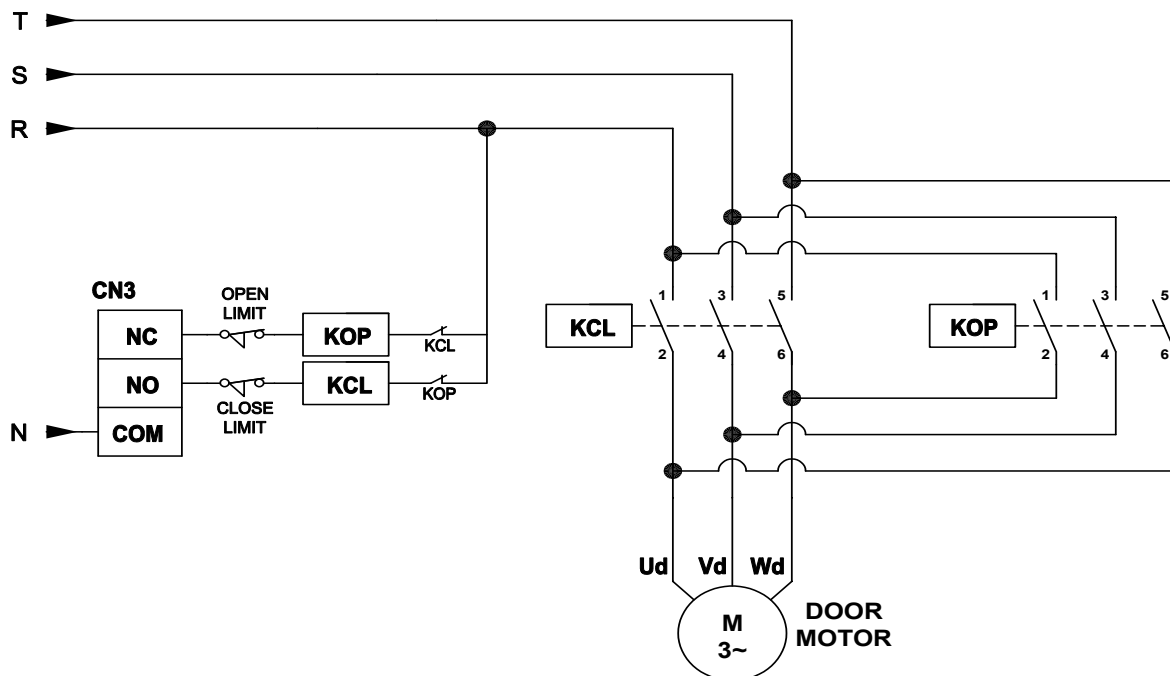 T
S
R
CN3
OPEN
LIMIT
NC
KOP
KCL
NO
KCL
KOP
CLOSE
LIMIT
N
COM
KCL
1
3
5
2
4
6
KOP
1
3
5
2
4
6
Ud
Vd
Wd
M
3~
DOOR
MOTOR